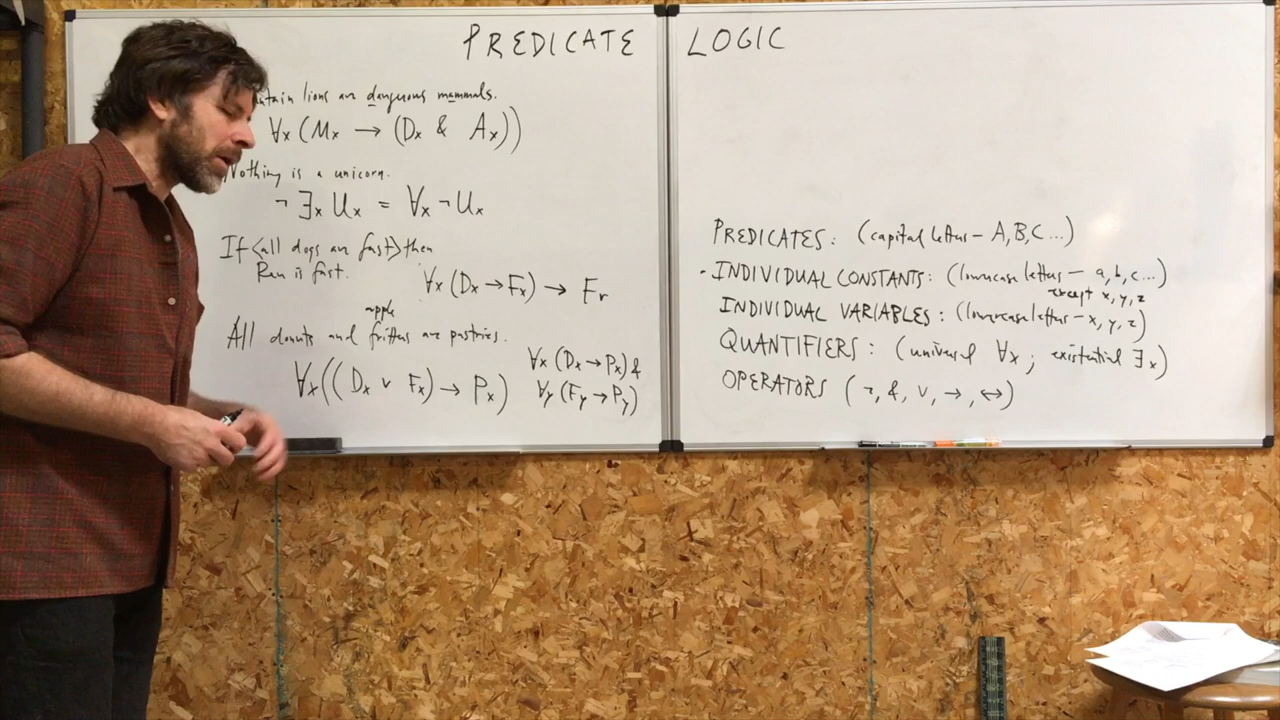 PREDICATE LOGIC
lions are dangerous mammals.
∀x (Mx → (Dx & Ax))
Nothing is a unicorn.
¬∃x Ux = ∀x ¬Ux
If <all dogs are fast> then
Ren is fast.
∀x (Dx → Fx) → Fr
apple
All donuts and fritters are pastries.
∀x((Dx ∨ Fx) → Px)
∀x (Dx → Px) &
∀y (Fy → Py)
PREDICATES: (capital letters - A, B, C ...)
- INDIVIDUAL CONSTANTS: (lowercase letters - a, b, c ...)
except x, y, z
INDIVIDUAL VARIABLES: (lowercase letters - x, y, z)
QUANTIFIERS: (universal ∀x ; existential ∃x)
OPERATORS (¬, &, ∨, →, ↔)